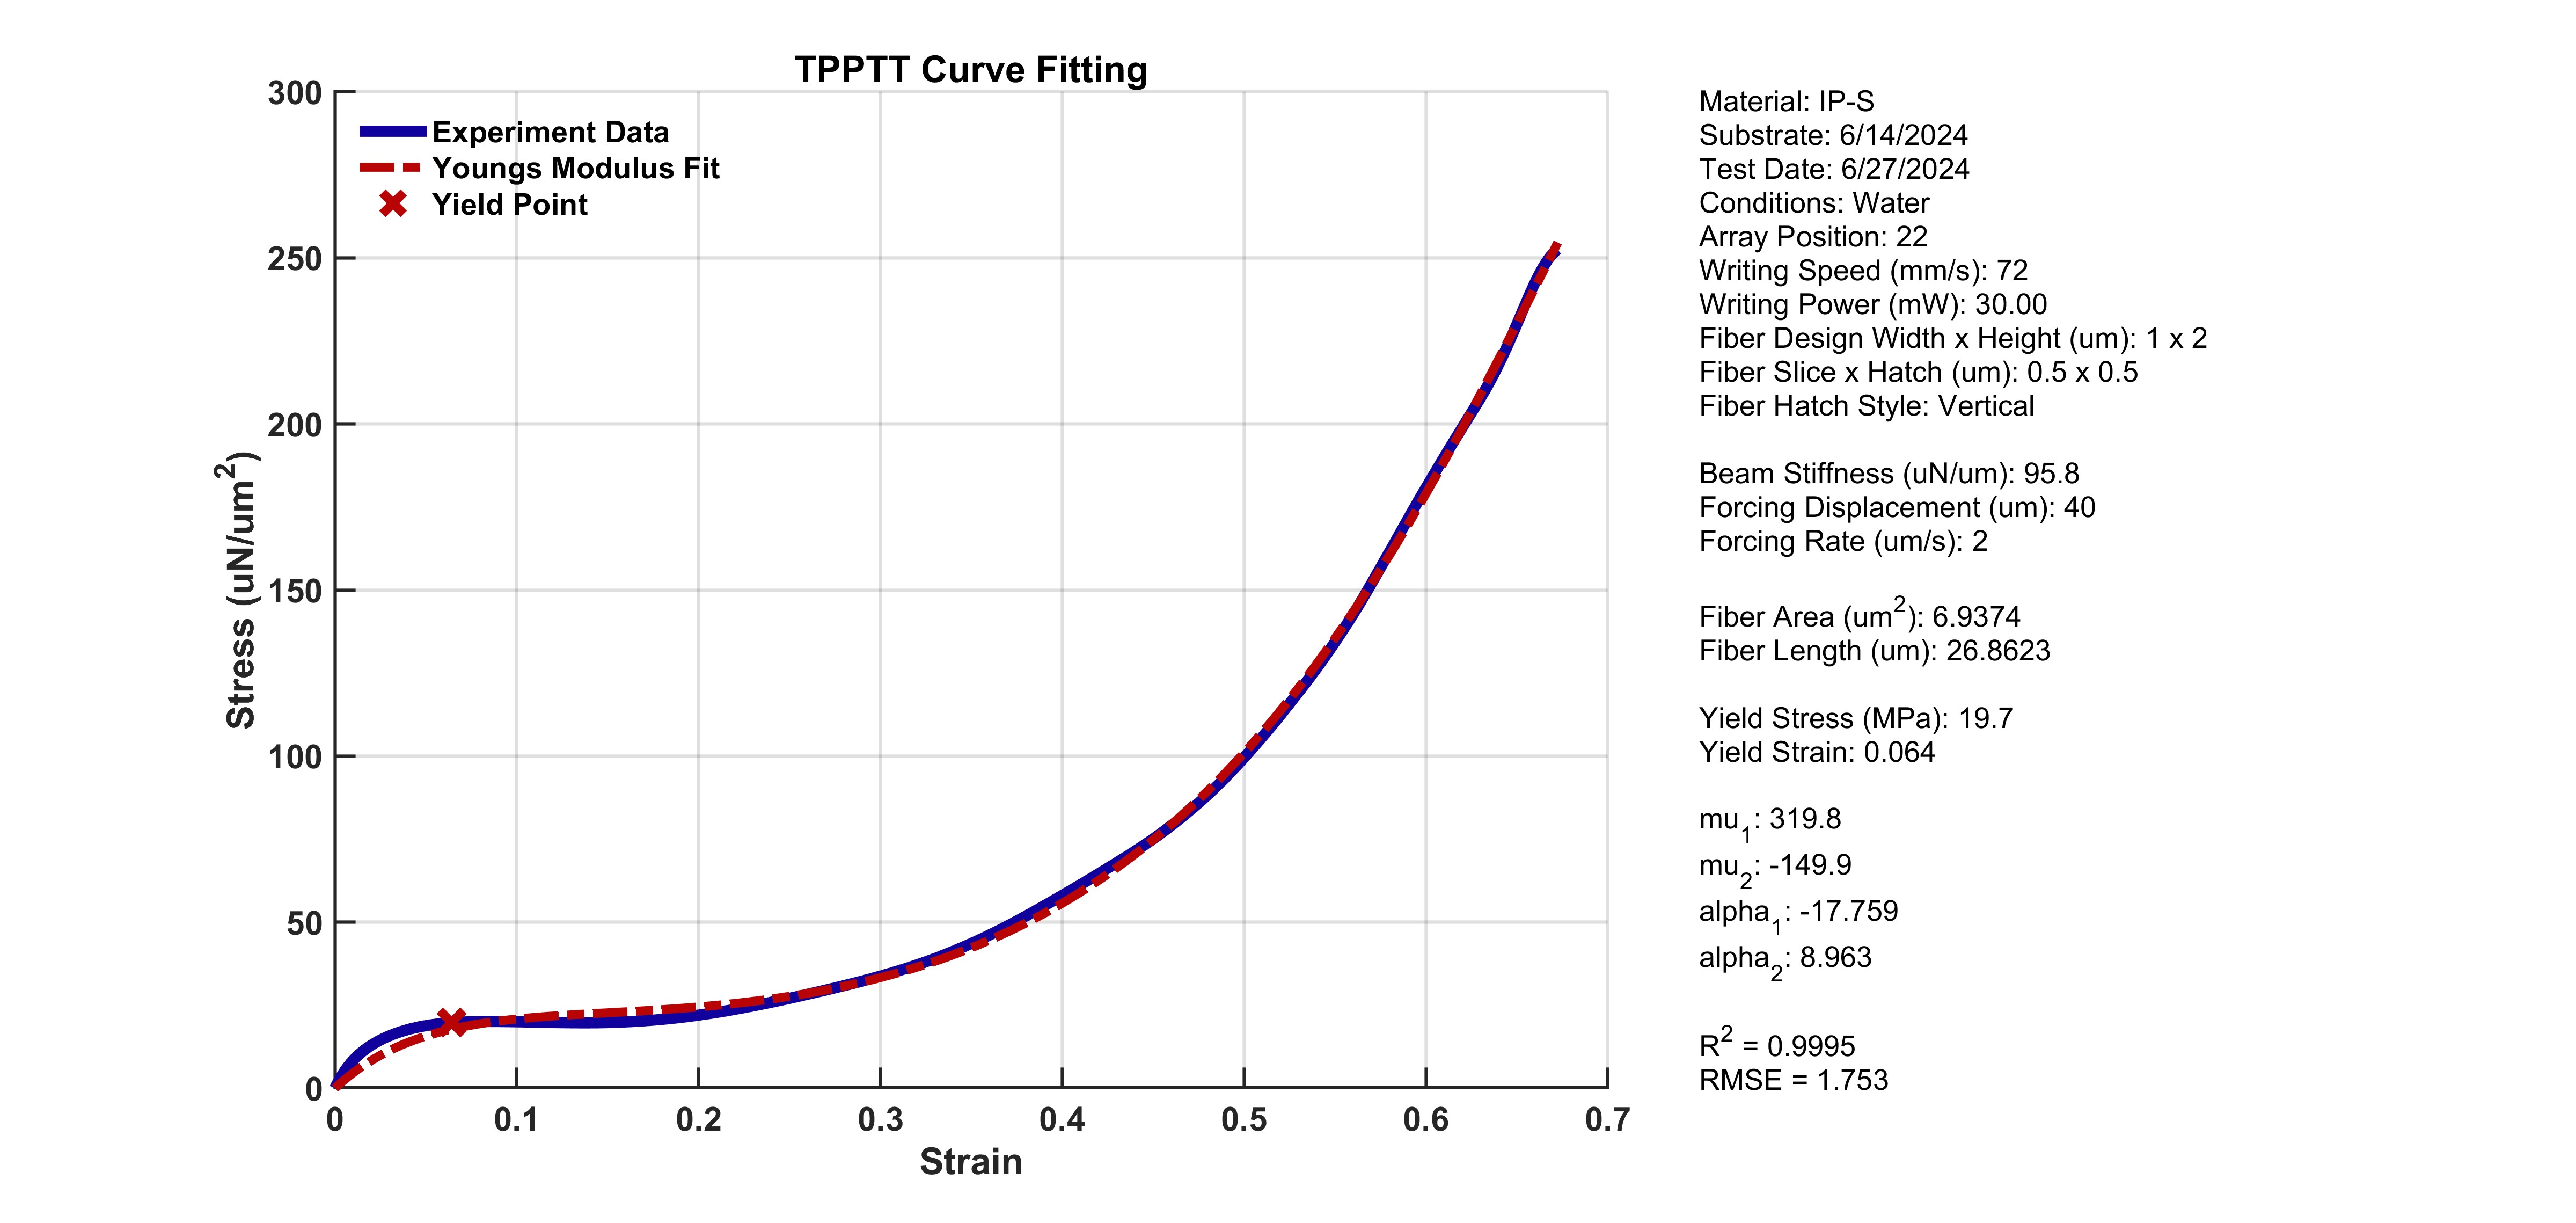 TPPTT Curve Fitting
300
250
200
150
100
50
0
Stress (uN/um²)
Experiment Data
Youngs Modulus Fit
Yield Point
0 0.1 0.2 0.3 0.4 0.5 0.6 0.7
Strain
Material: IP-S
Substrate: 6/14/2024
Test Date: 6/27/2024
Conditions: Water
Array Position: 22
Writing Speed (mm/s): 72
Writing Power (mW): 30.00
Fiber Design Width x Height (um): 1 x 2
Fiber Slice x Hatch (um): 0.5 x 0.5
Fiber Hatch Style: Vertical
Beam Stiffness (uN/um): 95.8
Forcing Displacement (um): 40
Forcing Rate (um/s): 2
Fiber Area (um²): 6.9374
Fiber Length (um): 26.8623
Yield Stress (MPa): 19.7
Yield Strain: 0.064
mu₁: 319.8
mu₂: -149.9
alpha₁: -17.759
alpha₂: 8.963
R² = 0.9995
RMSE = 1.753